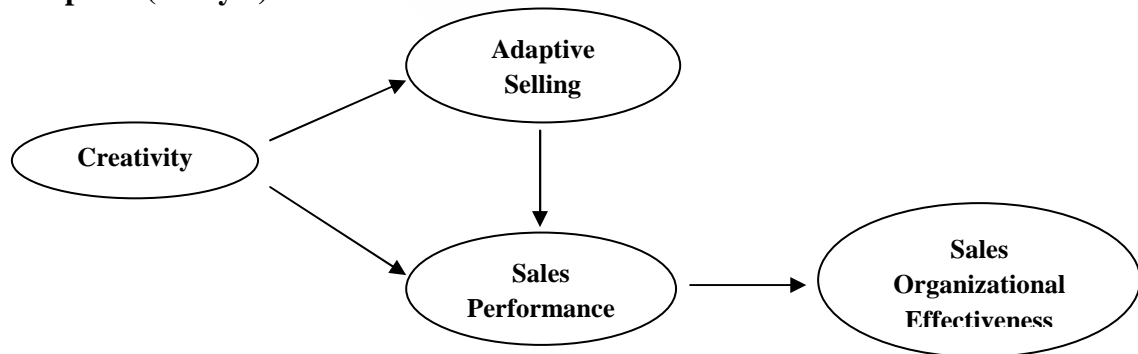 Adaptive
Selling
Creativity
Sales
Performance
Sales
Organizational
Effectiveness